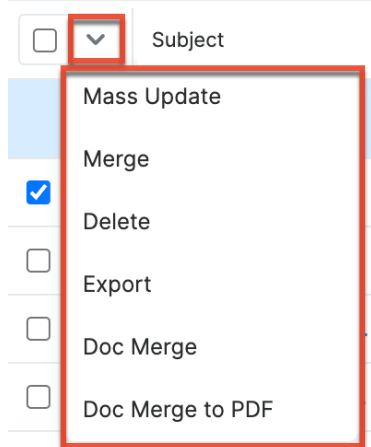 Subject
Mass Update
Merge
Delete
Export
Doc Merge
Doc Merge to PDF